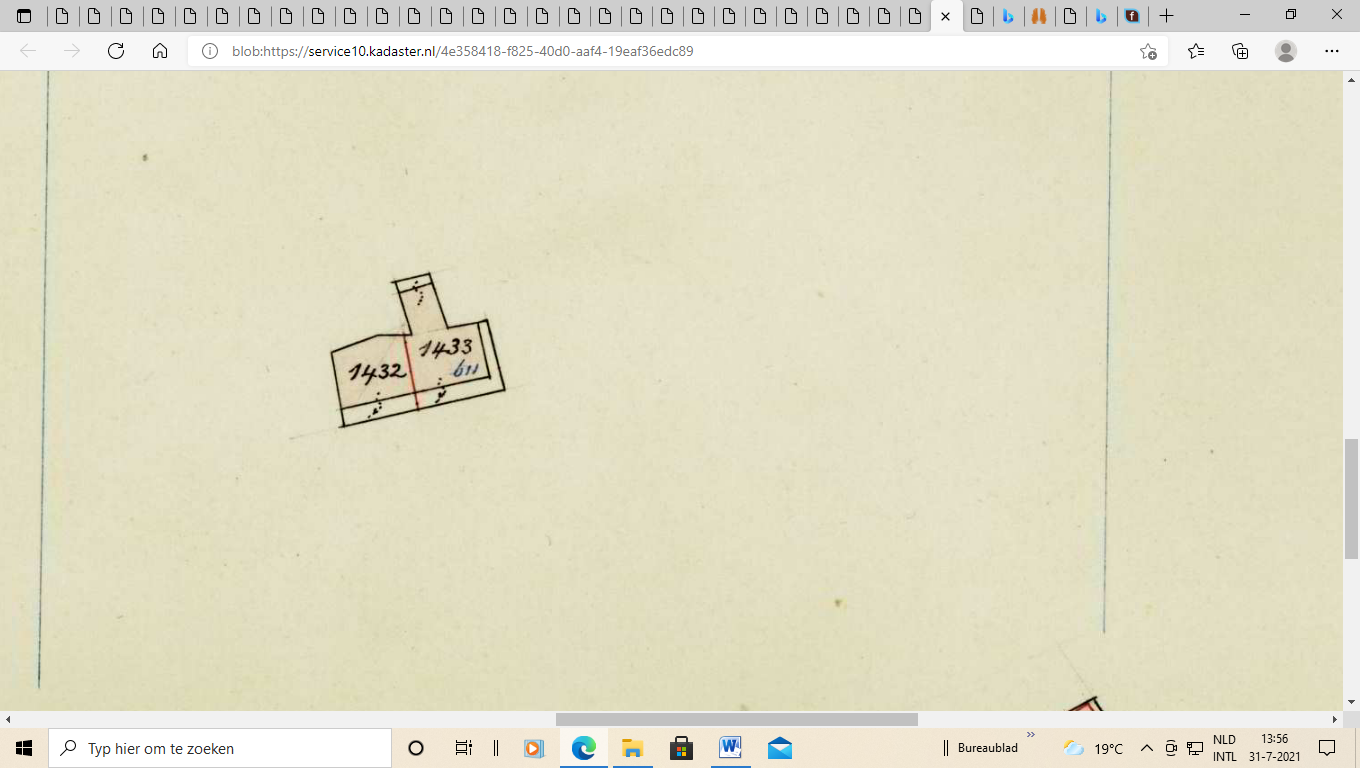 blob:https://service10.kadaster.nl/4e358418-f825-40d0-aaf4-19eaf36edc89
1433
1432
Typ hier om te zoeken
Bureaublad
19°C
NLD
INTL
13:56
31-7-2021